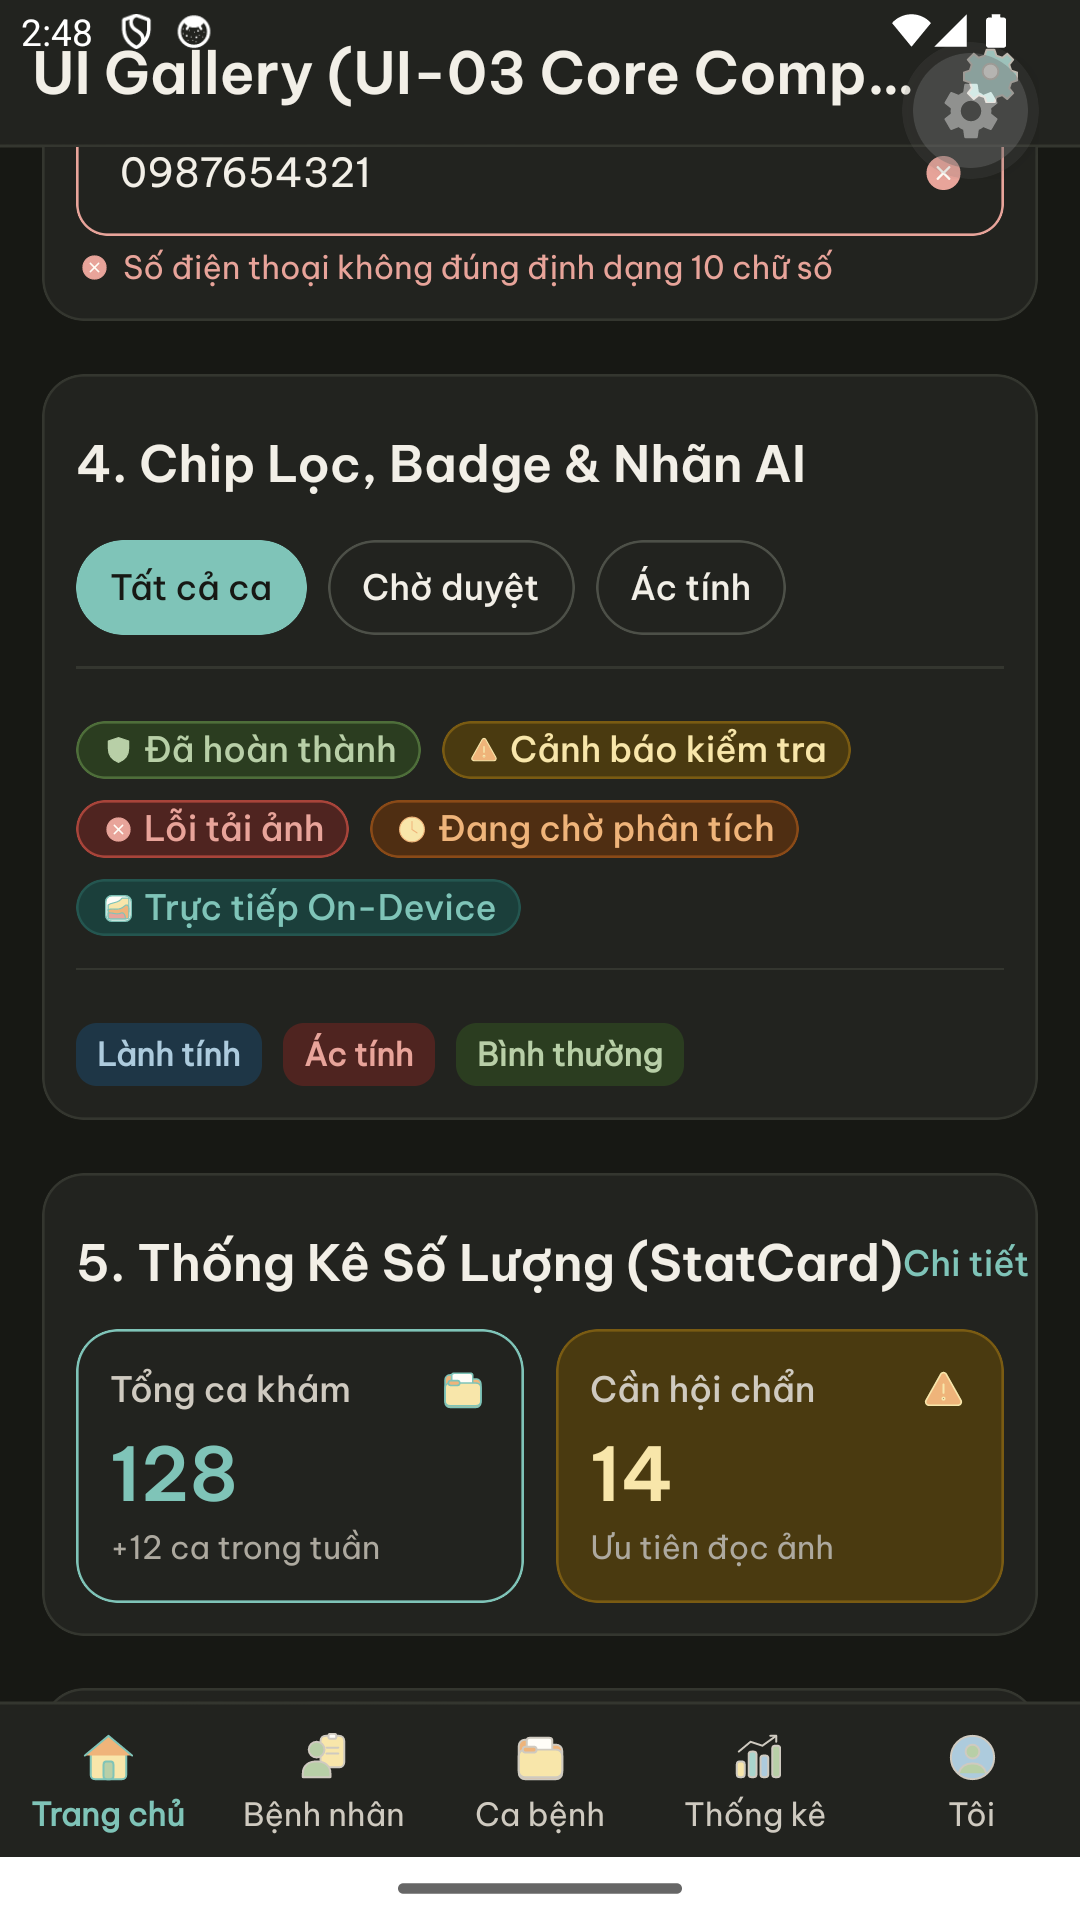 2:48
UI Gallery (UI-03 Core Comp...
0987654321
Số điện thoại không đúng định dạng 10 chữ số
4. Chip Lọc, Badge & Nhãn AI
Tất cả ca
Chờ duyệt
Ác tính
Đã hoàn thành
Cảnh báo kiểm tra
Lỗi tải ảnh
Đang chờ phân tích
Trực tiếp On-Device
Lành tính
Ác tính
Bình thường
5. Thống Kê Số Lượng (StatCard)
Chi tiết
Tổng ca khám
128
+12 ca trong tuần
Cần hội chẩn
14
Ưu tiên đọc ảnh
Trang chủ
Bệnh nhân
Ca bệnh
Thống kê
Tôi